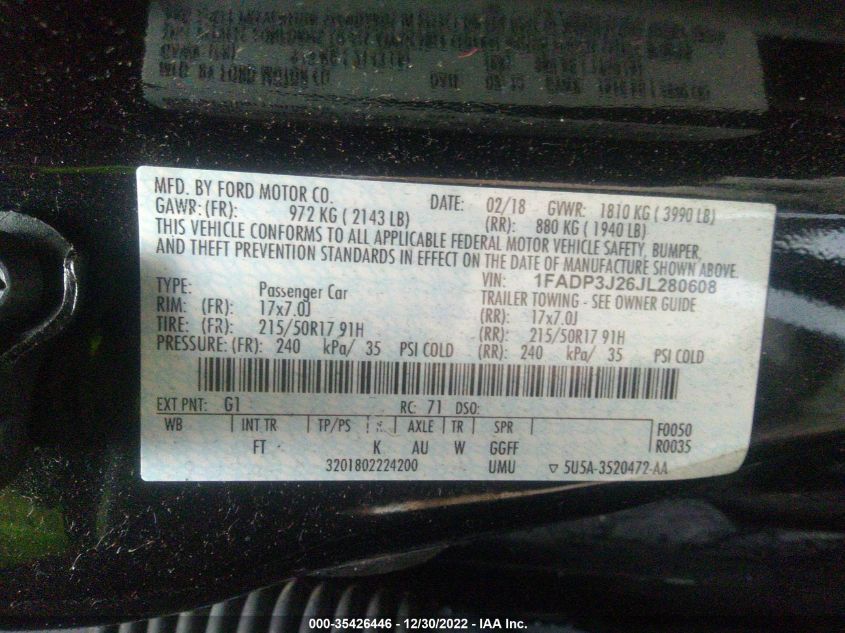 MFD. BY FORD MOTOR CO. DATE: 02/18 GVWR: 1810 KG ( 3990 LB)
GAWR: (FR): 972 KG ( 2143 LB) (RR): 880 KG ( 1940 LB)
THIS VEHICLE CONFORMS TO ALL APPLICABLE FEDERAL MOTOR VEHICLE SAFETY, BUMPER,
AND THEFT PREVENTION STANDARDS IN EFFECT ON THE DATE OF MANUFACTURE SHOWN ABOVE.
VIN: 1FADP3J26JL280608
TYPE: Passenger Car TRAILER TOWING - SEE OWNER GUIDE
RIM: (FR): 17x7.0J (RR): 17x7.0J
TIRE: (FR): 215/50R17 91H (RR): 215/50R17 91H
PRESSURE: (FR): 240 kPa/ 35 PSI COLD (RR): 240 kPa/ 35 PSI COLD
EXT PNT: G1 RC: 71 DSO:
WB INT TR TP/PS AXLE TR SPR F0050
FT K AU W GGFF R0035
3201802224200 UMU ▽ 5U5A-3520472-AA
000-35426446 - 12/30/2022 - IAA Inc.